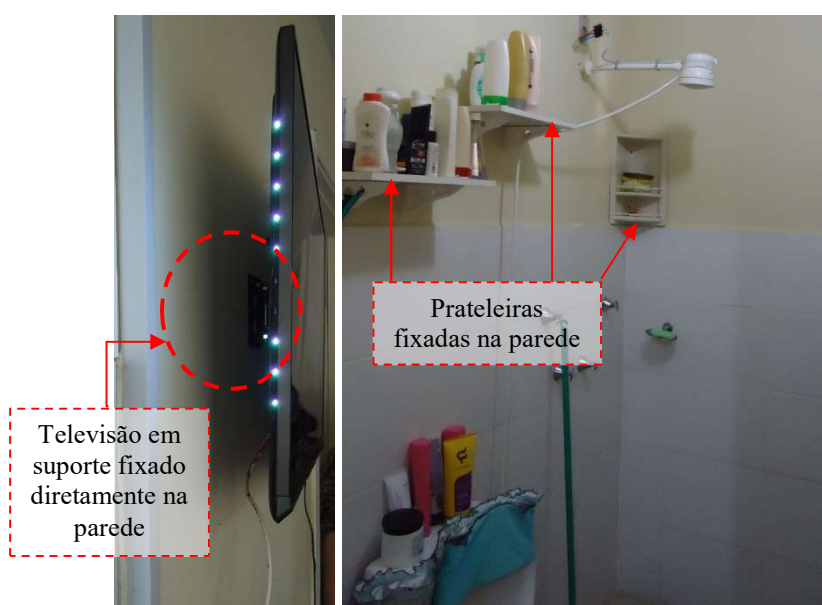 Prateleiras
fixadas na parede
Televisão em
suporte fixado
diretamente na
parede